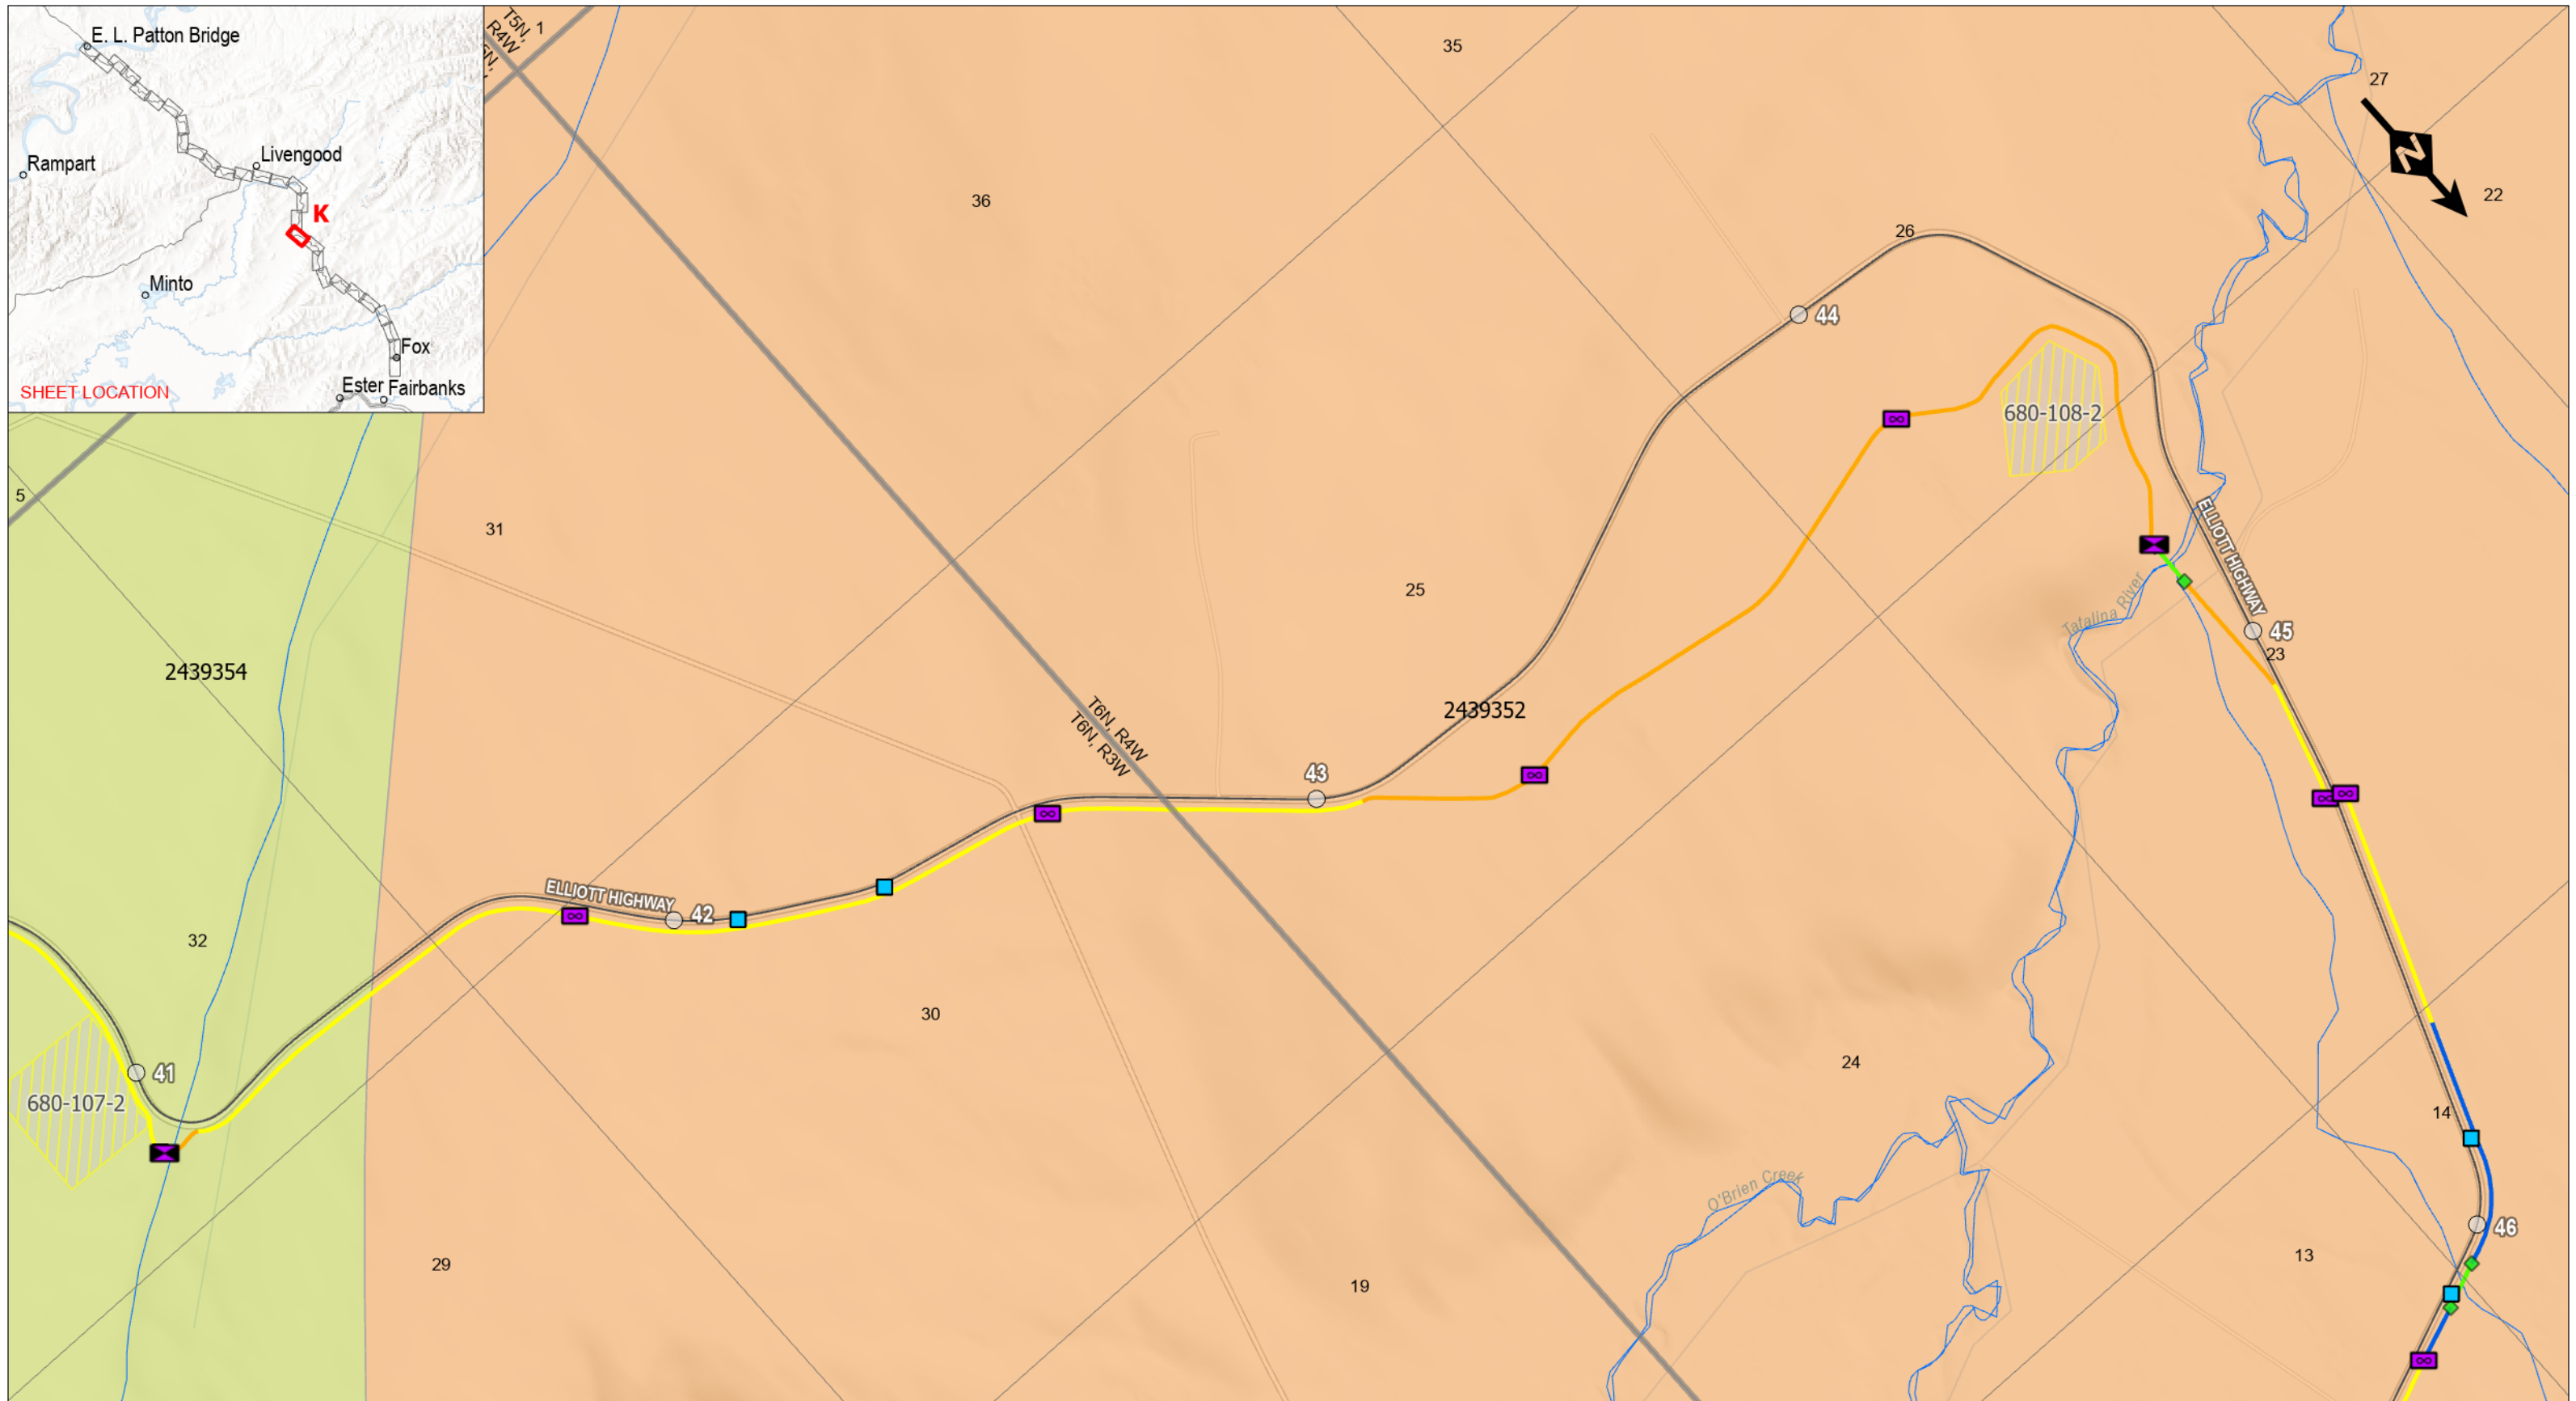 E. L. Patton Bridge
Rampart
Livengood
K
Minto
Fox
Ester
Fairbanks
SHEET LOCATION
T5N,
R4W
1
35
27
N
22
36
26
44
680-108-2
5
31
25
ELLIOTT HIGHWAY
Tatalina River
45
23
2439354
2439352
T6N, R4W
T6N, R3W
43
ELLIOTT HIGHWAY
42
32
30
24
41
680-107-2
14
O'Brien Creek
46
29
19
13